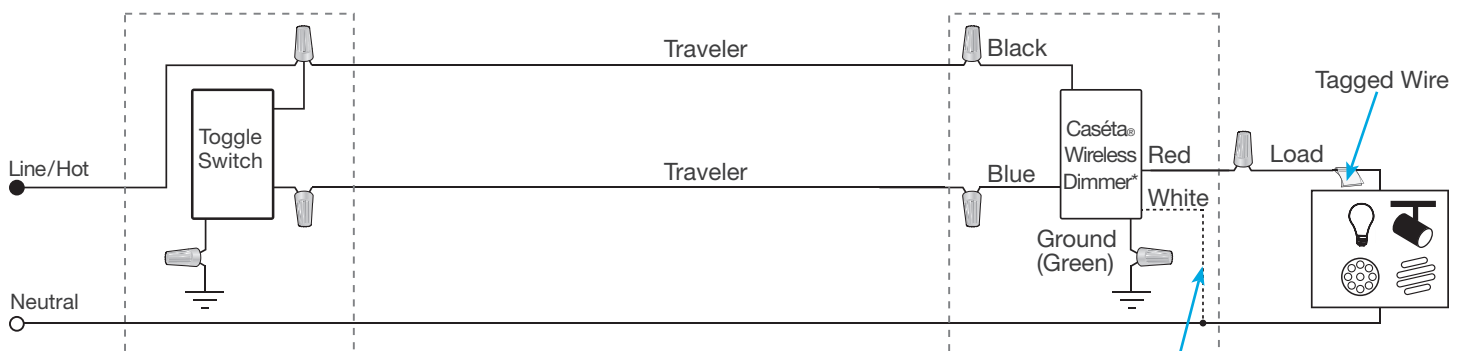 Traveler
Black
Tagged Wire
Toggle
Switch
Caséta®
Wireless
Dimmer*
Line/Hot
Traveler
Blue
Red
Load
White
Ground
(Green)
Neutral